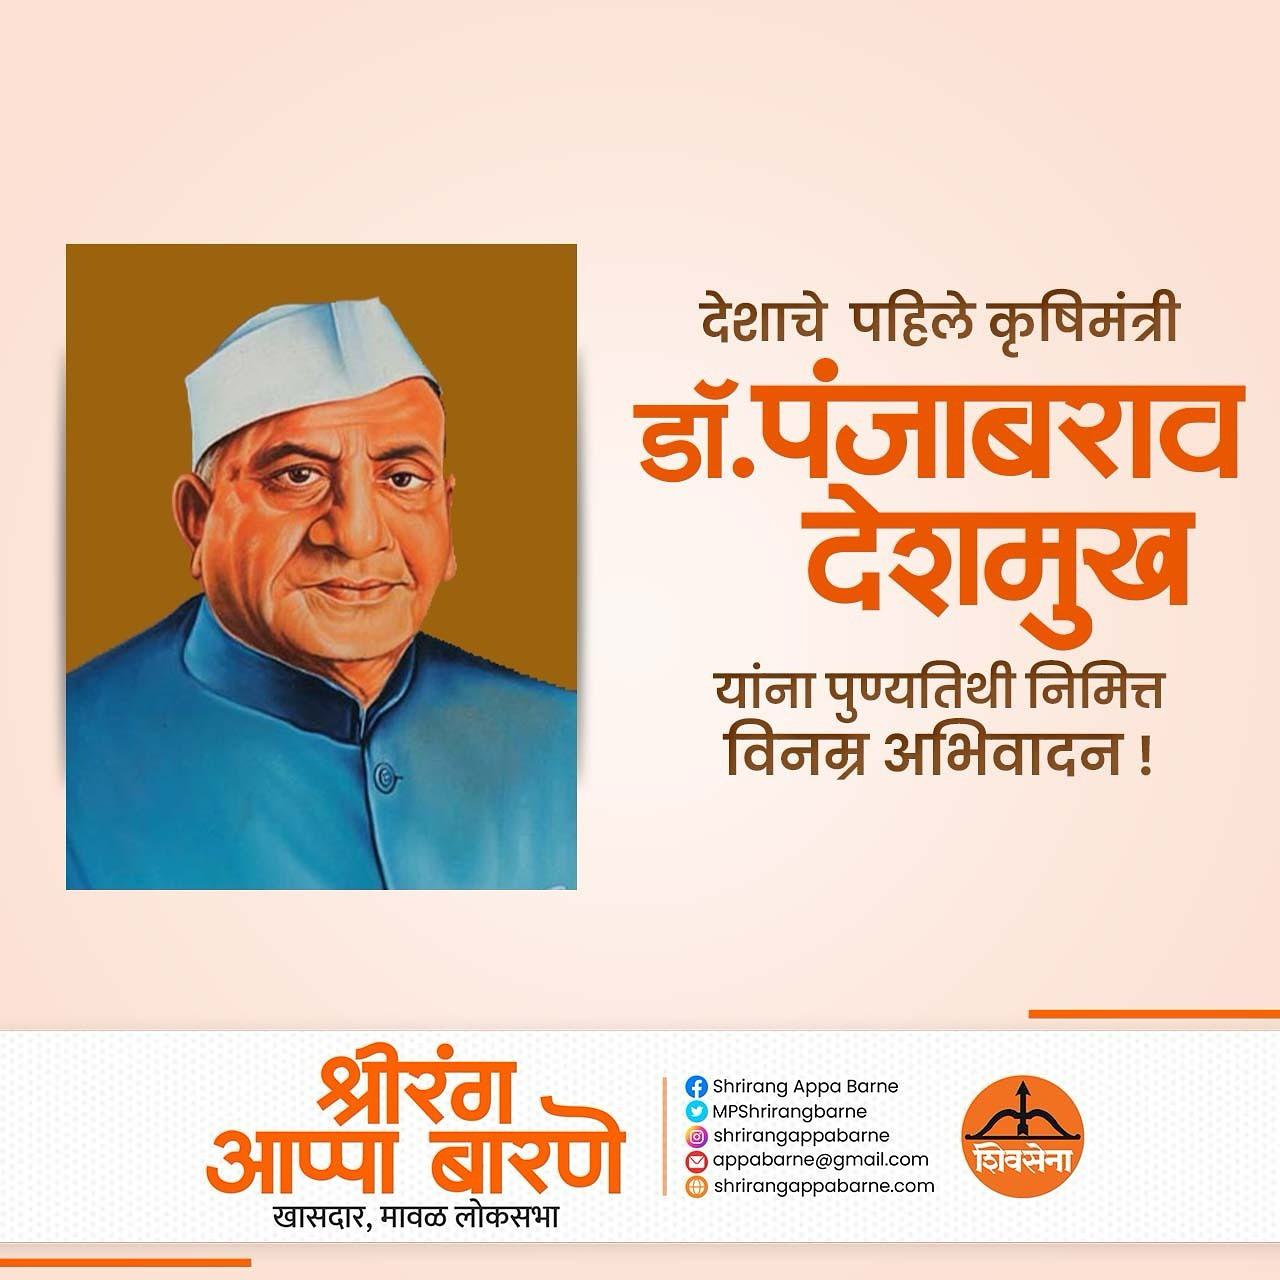 देशाचे पहिले कृषिमंत्री
डॉ. पंजाबराव
देशमुख
यांना पुण्यतिथी निमित्त
विनम्र अभिवादन !
श्रीरंग
आप्पा बारणे
खासदार, मावळ लोकसभा
Shrirang Appa Barne
MPShrirangbarne
shrirangappabarne
appabarne@gmail.com
shrirangappabarne.com
शिवसेना